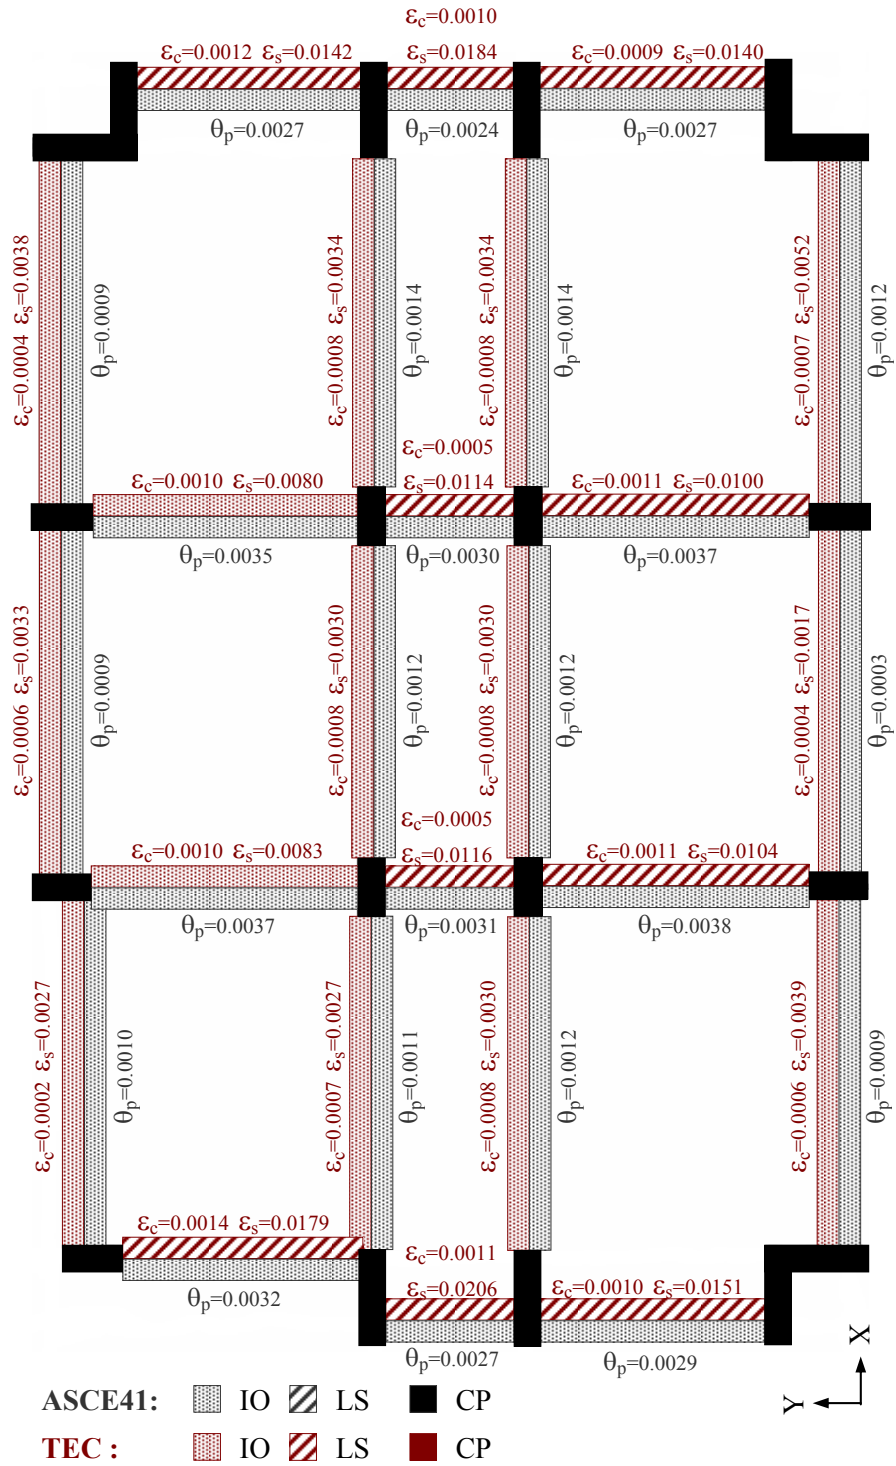 εc=0.0010
εc=0.0012 εs=0.0142
εs=0.0184
εc=0.0009 εs=0.0140
θp=0.0027
θp=0.0024
θp=0.0027
εc=0.0004 εs=0.0038
θp=0.0009
εc=0.0008 εs=0.0034
θp=0.0014
εc=0.0008 εs=0.0034
θp=0.0014
εc=0.0007 εs=0.0052
θp=0.0012
εc=0.0005
εc=0.0010 εs=0.0080
εs=0.0114
εc=0.0011 εs=0.0100
θp=0.0035
θp=0.0030
θp=0.0037
εc=0.0006 εs=0.0033
θp=0.0009
εc=0.0008 εs=0.0030
θp=0.0012
εc=0.0008 εs=0.0030
θp=0.0012
εc=0.0004 εs=0.0017
θp=0.0003
εc=0.0005
εc=0.0010 εs=0.0083
εs=0.0116
εc=0.0011 εs=0.0104
θp=0.0037
θp=0.0031
θp=0.0038
εc=0.0002 εs=0.0027
θp=0.0010
εc=0.0007 εs=0.0027
θp=0.0011
εc=0.0008 εs=0.0030
θp=0.0012
εc=0.0006 εs=0.0039
θp=0.0009
εc=0.0014 εs=0.0179
εc=0.0011
εs=0.0206
εc=0.0010 εs=0.0151
θp=0.0032
θp=0.0027
θp=0.0029
X
Y
ASCE41: IO LS CP
TEC : IO LS CP